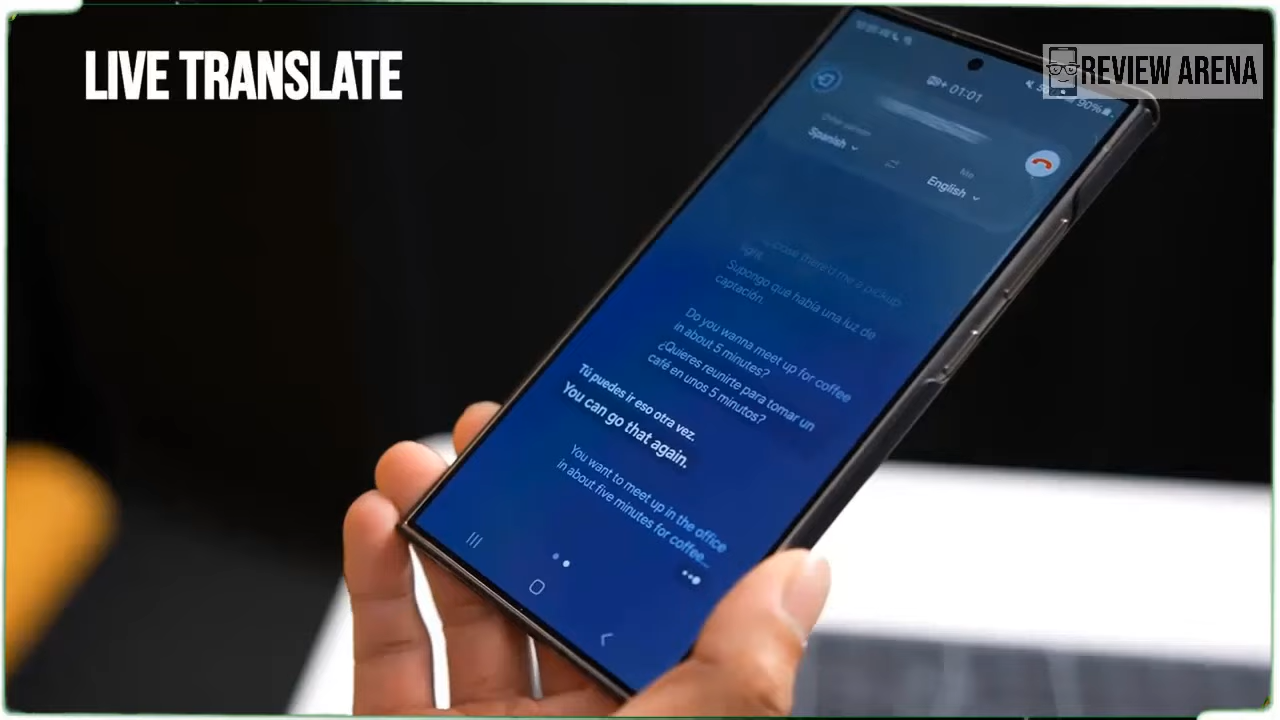 LIVE TRANSLATE
REVIEW ARENA
01:01
90%
Spanish
Me
English
pickup
light.
Supongo que había una luz de
captación.
Do you wanna meet up for coffee
in about 5 minutes?
¿Quieres reunirte para tomar un
café en unos 5 minutos?
Tú puedes ir eso otra vez.
You can go that again.
You want to meet up in the office
in about five minutes for coffee...